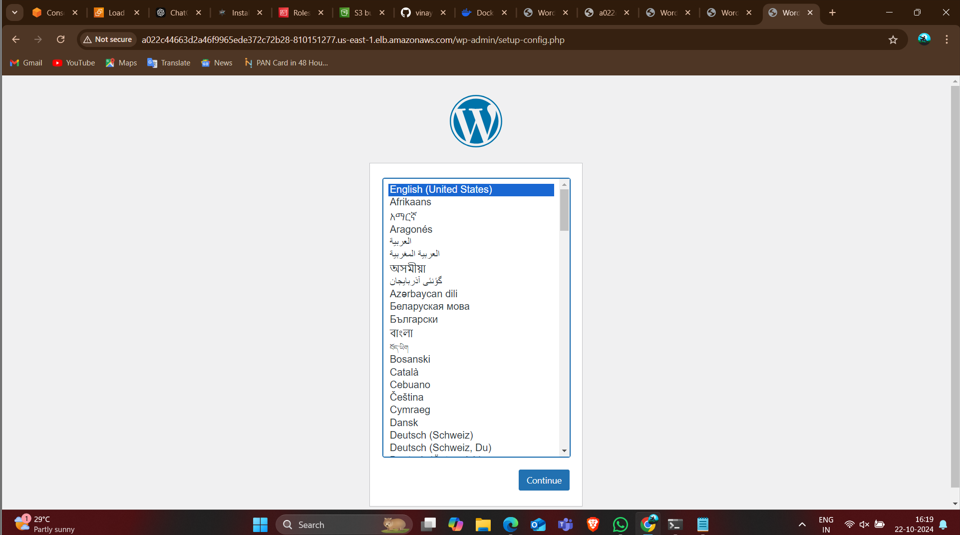 Cons
Load
Chat
Insta
Roles
S3 b
vinay
Dock
Word
a022
Word
Word
Word
Not secure
a022c44663d2a46f9965ede372c72b28-810151277.us-east-1.elb.amazonaws.com/wp-admin/setup-config.php
Gmail
YouTube
Maps
Translate
News
PAN Card in 48 Hou...
English (United States)
Afrikaans
አማርኛ
Aragonés
العربية
العربية المغربية
অসমীয়া
گؤنئی آذربایجان
Azərbaycan dili
Беларуская мова
Български
বাংলা
བོད་ཡིག
Bosanski
Català
Cebuano
Čeština
Cymraeg
Dansk
Deutsch (Schweiz)
Deutsch (Schweiz, Du)
Continue
1
29°C
Partly sunny
Search
ENG
IN
16:19
22-10-2024